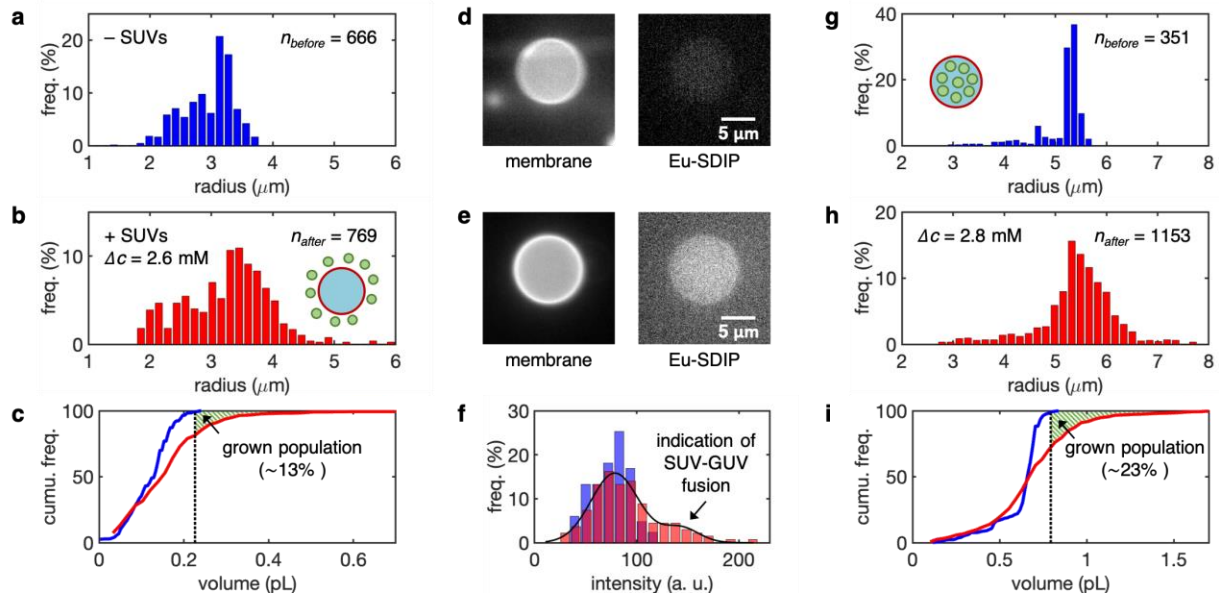 a
– SUVs
n_before = 666
freq. (%)
20
10
0
1 2 3 4 5 6
radius (μm)
b
+ SUVs
Δc = 2.6 mM
n_after = 769
freq. (%)
10
0
1 2 3 4 5 6
radius (μm)
c
cumu. freq.
100
50
0
grown population
(~13% )
0 0.2 0.4 0.6
volume (pL)
d
5 μm
membrane
Eu-SDIP
e
5 μm
membrane
Eu-SDIP
f
freq. (%)
30
20
10
0
indication of
SUV-GUV
fusion
0 100 200
intensity (a. u.)
g
n_before = 351
freq. (%)
40
20
0
2 3 4 5 6 7 8
radius (μm)
h
Δc = 2.8 mM
n_after = 1153
freq. (%)
20
10
0
2 3 4 5 6 7 8
radius (μm)
i
cumu. freq.
100
50
0
grown population
(~23% )
0 0.5 1 1.5
volume (pL)